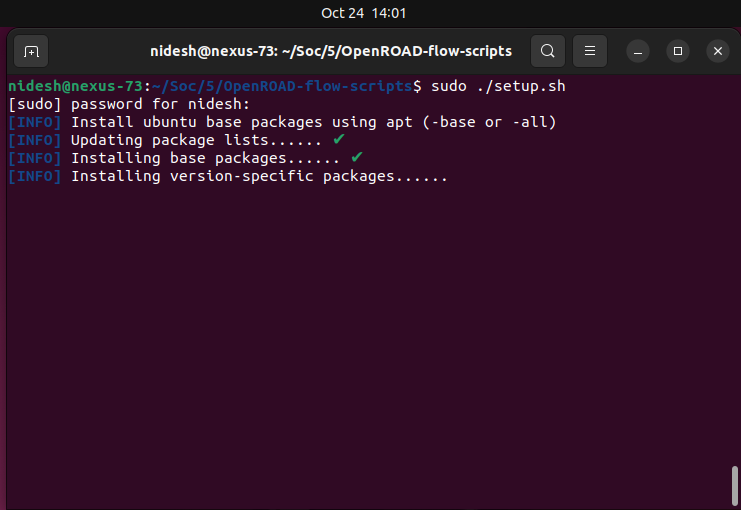 Oct 24 14:01
nidesh@nexus-73: ~/Soc/5/OpenROAD-flow-scripts
nidesh@nexus-73:~/Soc/5/OpenROAD-flow-scripts$ sudo ./setup.sh
[sudo] password for nidesh:
[INFO] Install ubuntu base packages using apt (-base or -all)
[INFO] Updating package lists...... ✔
[INFO] Installing base packages...... ✔
[INFO] Installing version-specific packages......